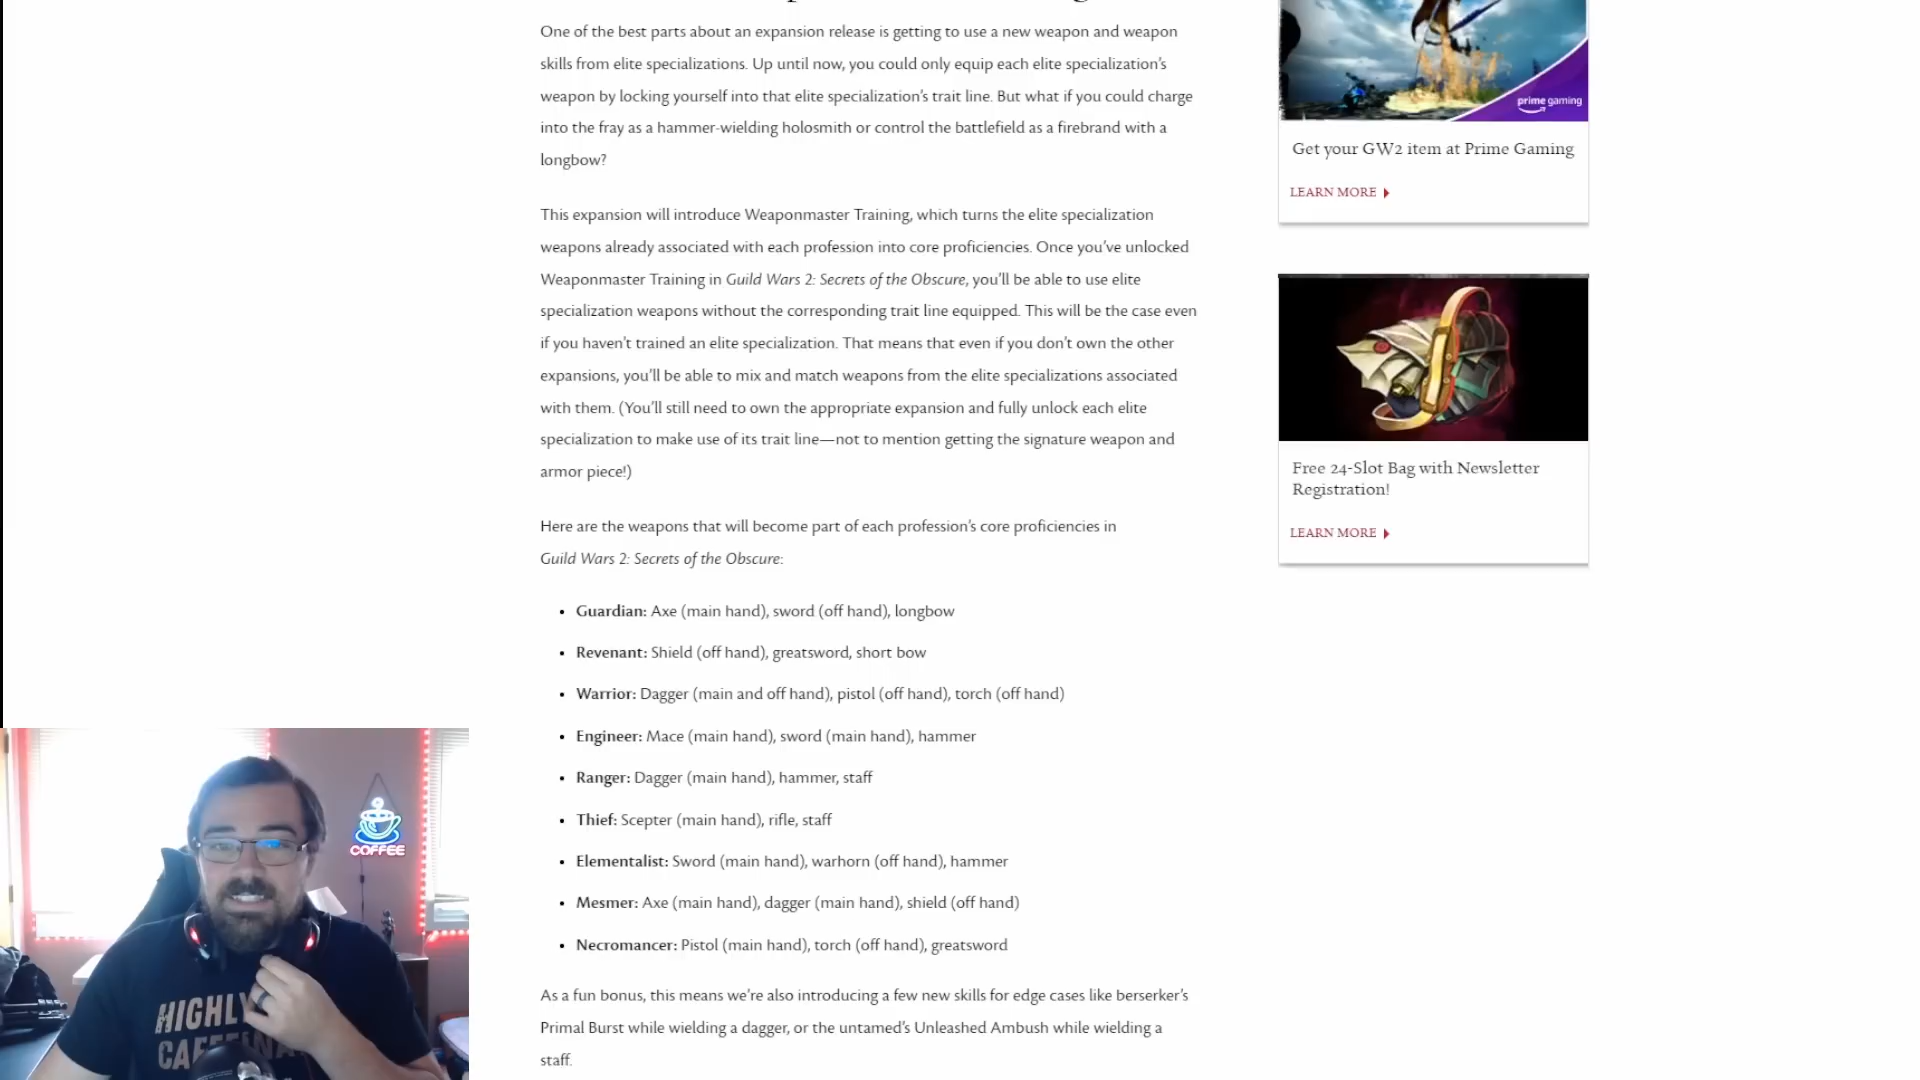 One of the best parts about an expansion release is getting to use a new weapon and weapon
skills from elite specializations. Up until now, you could only equip each elite specialization's
weapon by locking yourself into that elite specialization's trait line. But what if you could charge
into the fray as a hammer-wielding holosmith or control the battlefield as a firebrand with a
longbow?
This expansion will introduce Weaponmaster Training, which turns the elite specialization
weapons already associated with each profession into core proficiencies. Once you've unlocked
Weaponmaster Training in Guild Wars 2: Secrets of the Obscure, you'll be able to use elite
specialization weapons without the corresponding trait line equipped. This will be the case even
if you haven't trained an elite specialization. That means that even if you don't own the other
expansions, you'll be able to mix and match weapons from the elite specializations associated
with them. (You'll still need to own the appropriate expansion and fully unlock each elite
specialization to make use of its trait line—not to mention getting the signature weapon and
armor piece!)
Here are the weapons that will become part of each profession's core proficiencies in
Guild Wars 2: Secrets of the Obscure:
• Guardian: Axe (main hand), sword (off hand), longbow
• Revenant: Shield (off hand), greatsword, short bow
• Warrior: Dagger (main and off hand), pistol (off hand), torch (off hand)
• Engineer: Mace (main hand), sword (main hand), hammer
• Ranger: Dagger (main hand), hammer, staff
• Thief: Scepter (main hand), rifle, staff
• Elementalist: Sword (main hand), warhorn (off hand), hammer
• Mesmer: Axe (main hand), dagger (main hand), shield (off hand)
• Necromancer: Pistol (main hand), torch (off hand), greatsword
As a fun bonus, this means we're also introducing a few new skills for edge cases like berserker's
Primal Burst while wielding a dagger, or the untamed's Unleashed Ambush while wielding a
staff.
prime gaming
Get your GW2 item at Prime Gaming
LEARN MORE
Free 24-Slot Bag with Newsletter
Registration!
LEARN MORE
COFFEE
HIGHLY